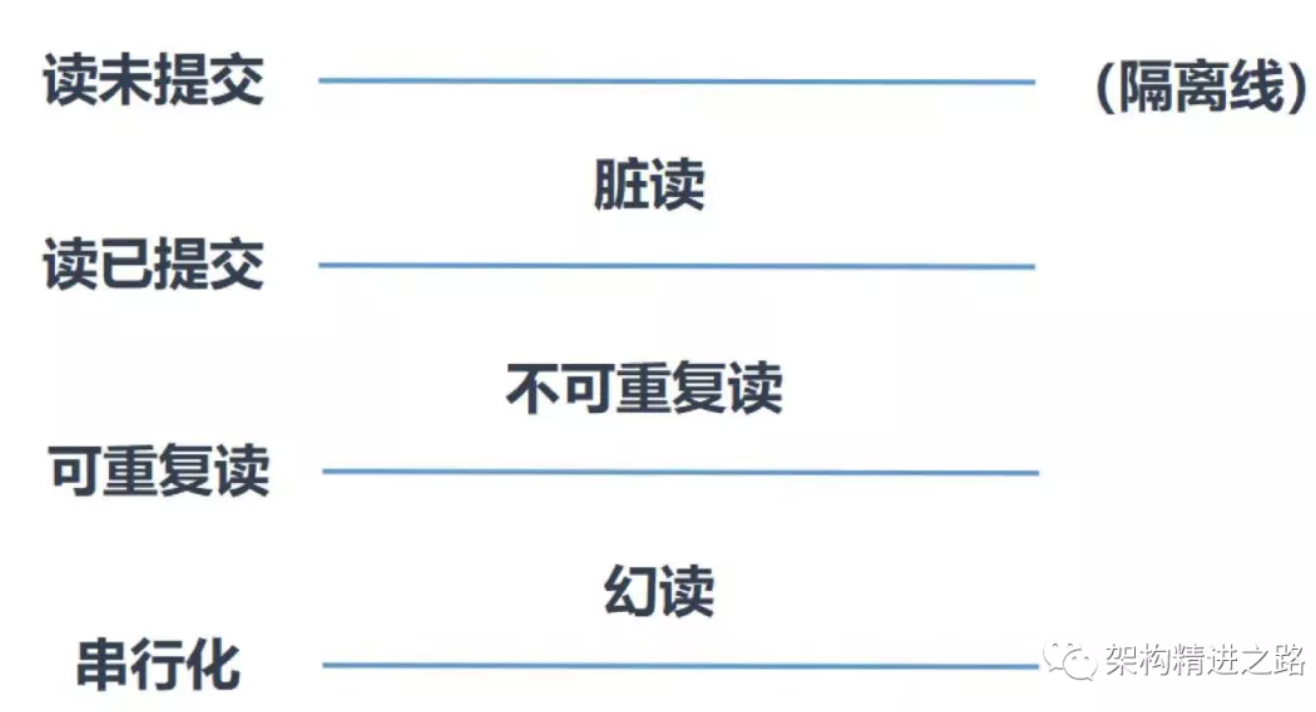 读未提交
(隔离线)
脏读
读已提交
不可重复读
可重复读
幻读
串行化
架构精进之路